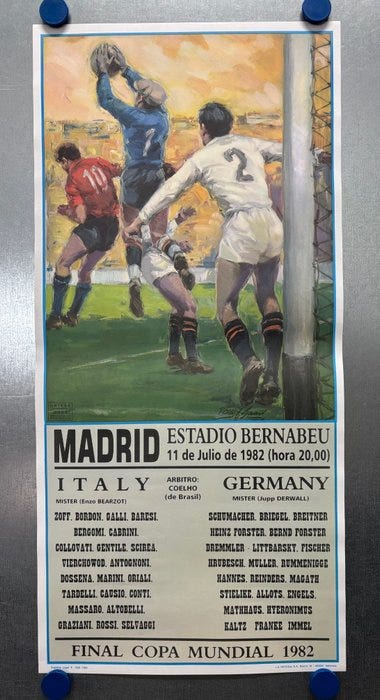 10
1
2
MADRID ESTADIO BERNABEU
11 de Julio de 1982 (hora 20,00)
ITALY
MISTER (Enzo BEARZOT)
ARBITRO:
COELHO
(de Brasil)
GERMANY
MISTER (Jupp DERWALL)
ZOFF, BORDON, GALLI, BARESI,
BERGOMI, CABRINI,
COLLOVATI, GENTILE, SCIREA,
VIERCHOWOD, ANTOGNONI,
DOSSENA, MARINI, ORIALI,
TARDELLI, CAUSIO, CONTI,
MASSARO, ALTOBELLI,
GRAZIANI, ROSSI, SELVAGGI
SCHUMACHER, BRIEGEL, BREITNER
HEINZ FORSTER, BERND FORSTER
DREMMLER - LITTBARSKY, FISCHER
HRUBESCH, MULLER, RUMMENIGGE
HANNES, REINDERS, MAGATH
STIELIKE, ALLOTS, ENGELS,
MATHHAUS, HYERONIMUS
KALTZ FRANKE IMMEL
FINAL COPA MUNDIAL 1982